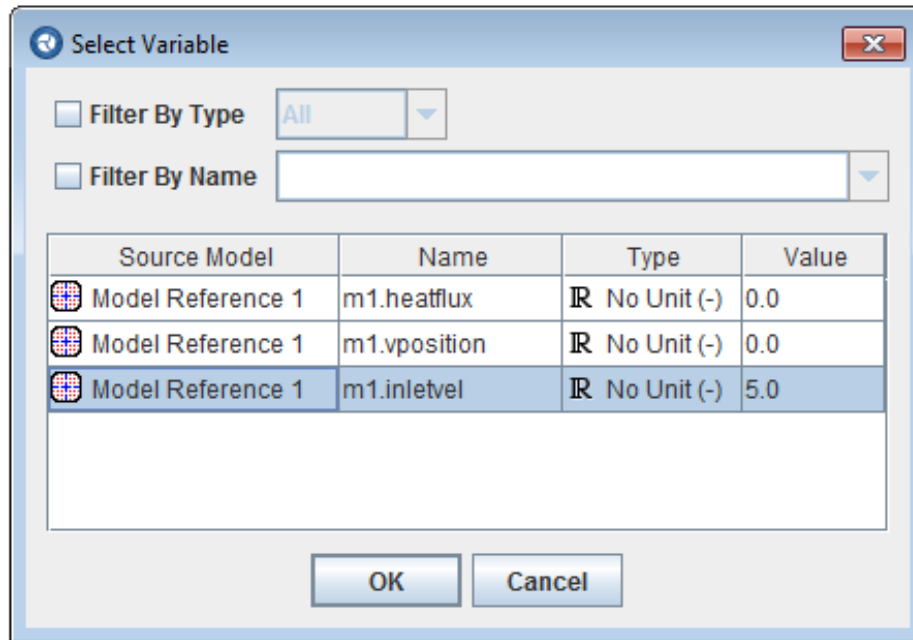 Select Variable
Filter By Type All
Filter By Name
Source Model Name Type Value
Model Reference 1 m1.heatflux ℝ No Unit (-) 0.0
Model Reference 1 m1.vposition ℝ No Unit (-) 0.0
Model Reference 1 m1.inletvel ℝ No Unit (-) 5.0
OK Cancel